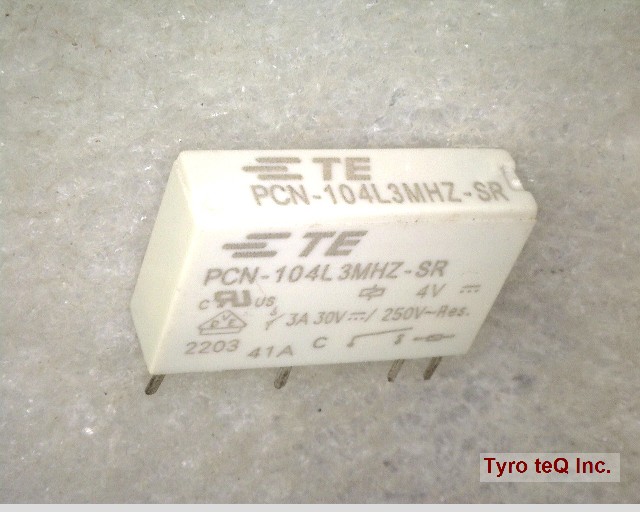 TE
PCN-104L3MHZ-SR
TE
PCN-104L3MHZ-SR
c RU US 4V
3A 30V / 250V~Res.
2203 41A C
Tyro teQ Inc.